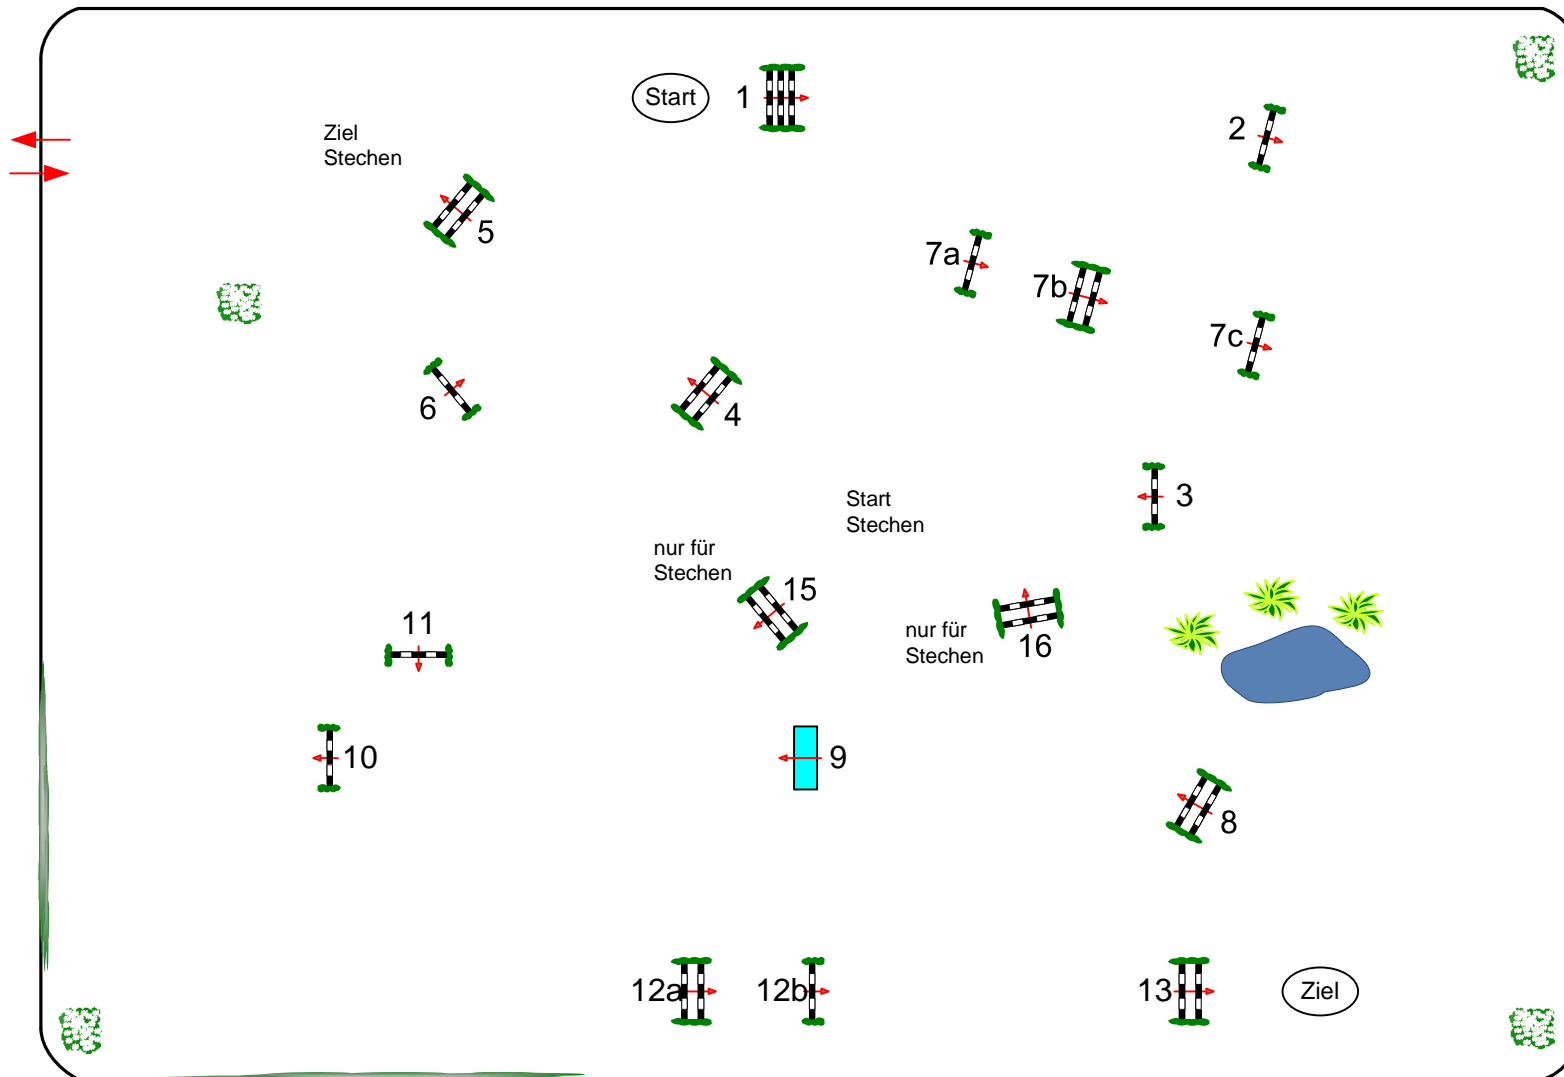 Start
1
2
Ziel
Stechen
5
7a
7b
7c
6
4
3
Start
Stechen
nur für
Stechen
15
11
nur für
Stechen
16
10
9
8
12a
12b
13
Ziel